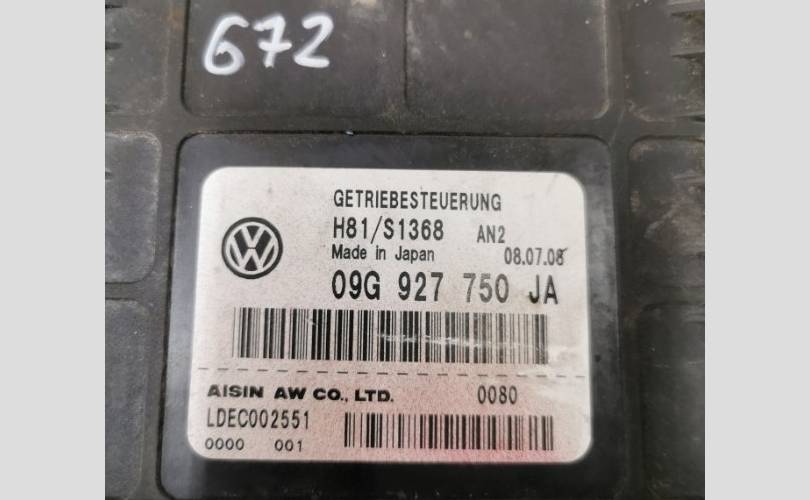 672
GETRIEBESTEUERUNG
H81/S1368 AN2
Made in Japan 08.07.08
09G 927 750 JA
AISIN AW CO., LTD. 0080
LDEC002551
0000 001